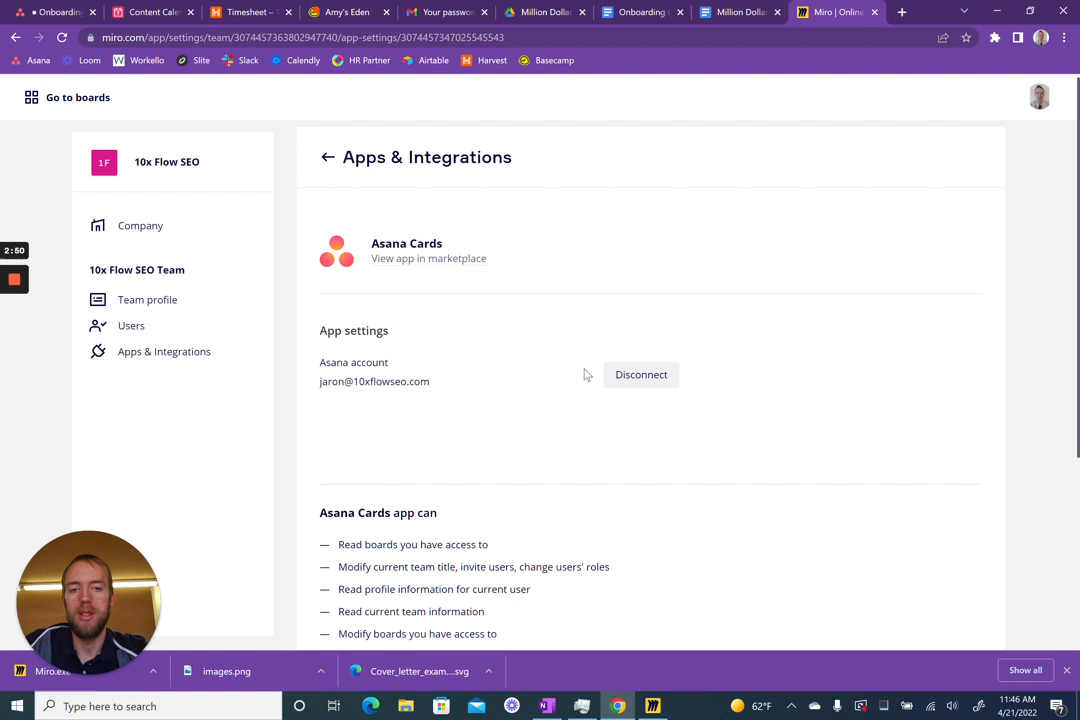 Onboarding
Content Cale
Timesheet –
Amy's Eden
Your passwo
Million Dolla
Onboarding (
Million Dolla
Miro | Online
miro.com/app/settings/team/3074457363802947740/app-settings/3074457347025545543
Asana
Loom
Workello
Slite
Slack
Calendly
HR Partner
Airtable
Harvest
Basecamp
Go to boards
1F
10x Flow SEO
Company
10x Flow SEO Team
Team profile
Users
Apps & Integrations
2:50
Apps & Integrations
Asana Cards
View app in marketplace
App settings
Asana account
jaron@10xflowseo.com
Disconnect
Asana Cards app can
— Read boards you have access to
— Modify current team title, invite users, change users' roles
— Read profile information for current user
— Read current team information
— Modify boards you have access to
Miro.exe
images.png
Cover_letter_exam....svg
Show all
Type here to search
62°F
11:46 AM
4/21/2022
7